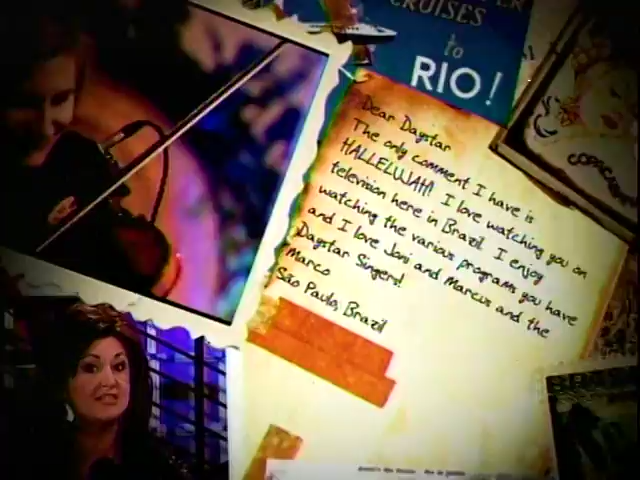 CRUISES
to
RIO!
Dear Daystar
The only comment I have is
HALLELUJAH! I love watching you on
television here in Brazil. I enjoy
watching the various programs you have
and I love Joni and Marcus and the
Daystar Singers!
Marco
São Paulo, Brazil